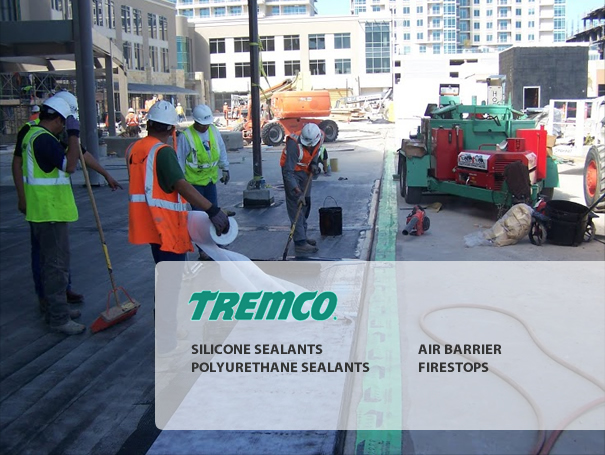 TREMCO
SILICONE SEALANTS
POLYURETHANE SEALANTS
AIR BARRIER
FIRESTOPS